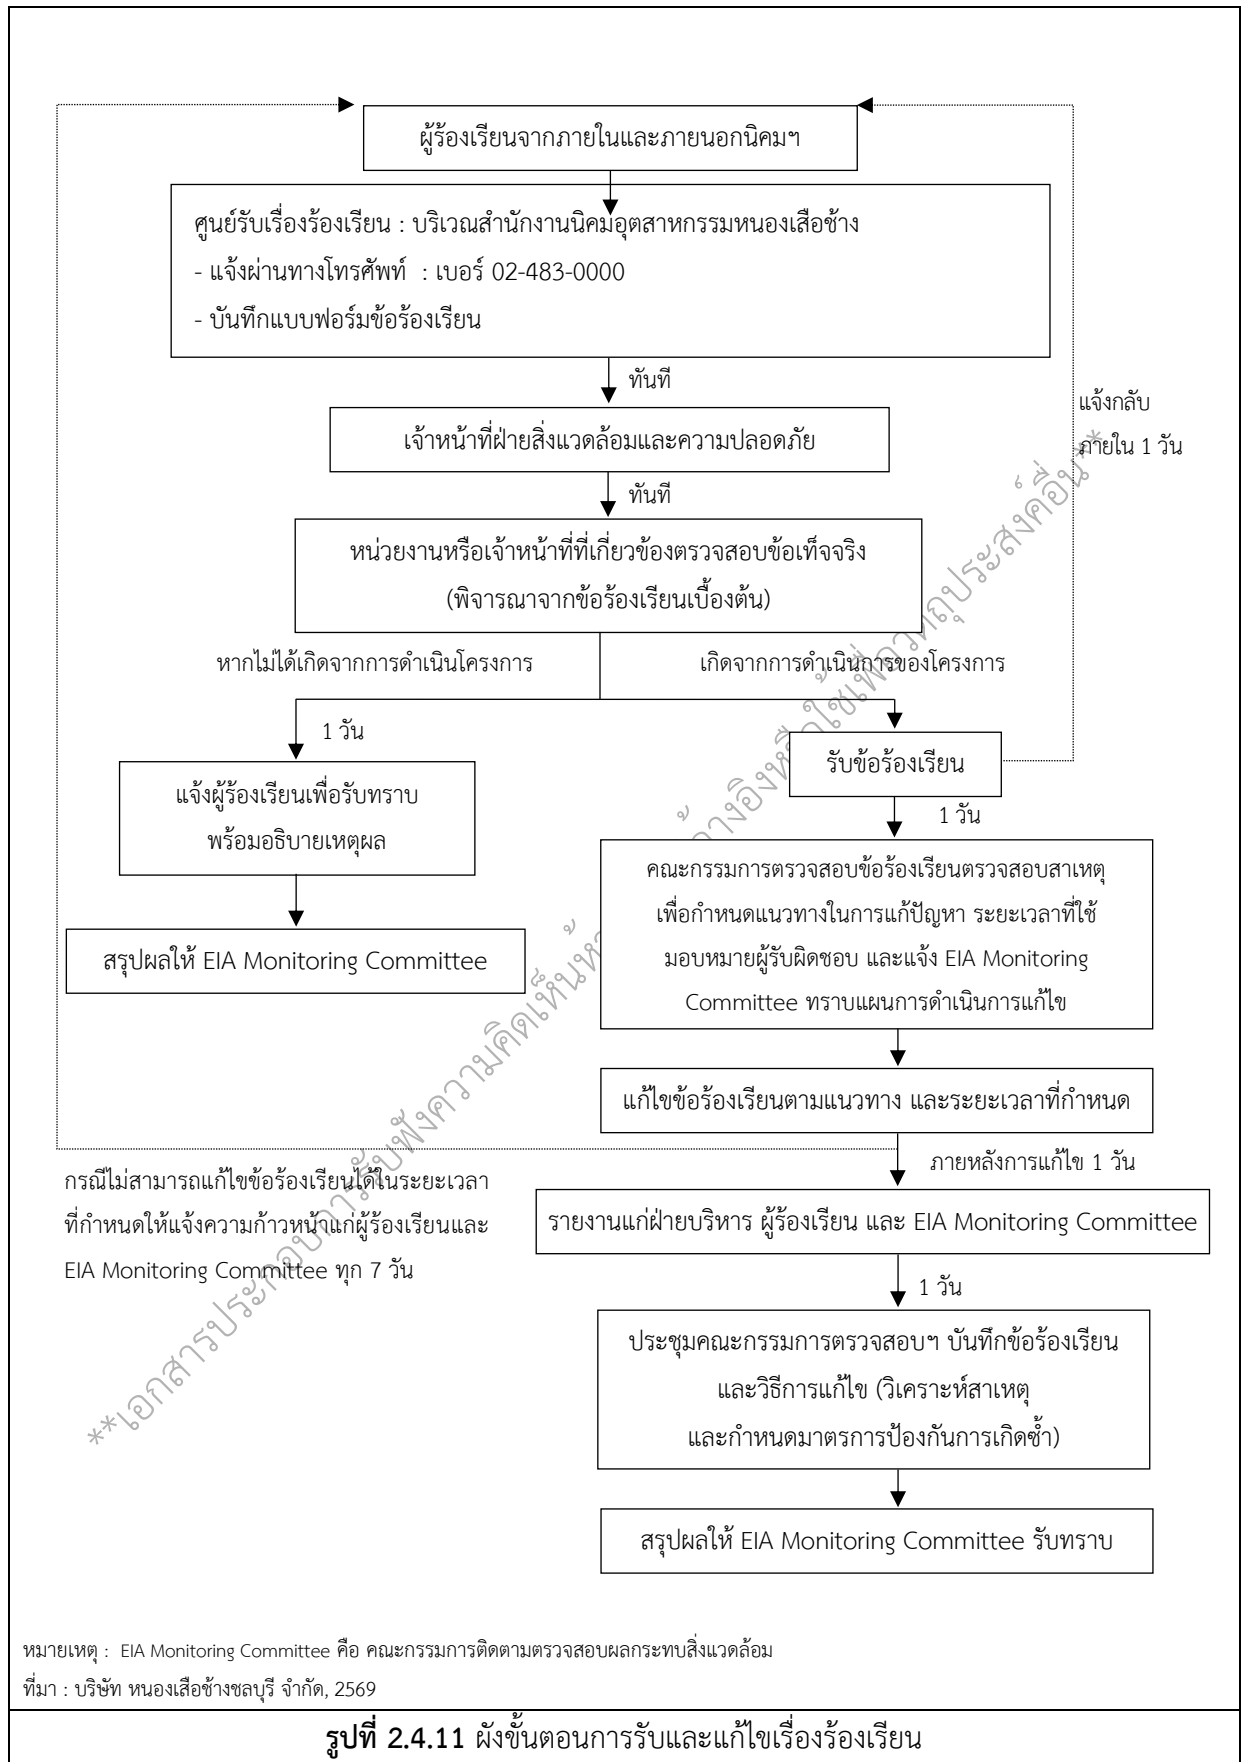 ผู้ร้องเรียนจากภายในและภายนอกนิคมฯ
ศูนย์รับเรื่องร้องเรียน : บริเวณสำนักงานนิคมอุตสาหกรรมหนองเสือช้าง
- แจ้งผ่านทางโทรศัพท์ : เบอร์ 02-483-0000
- บันทึกแบบฟอร์มข้อร้องเรียน
ทันที
แจ้งกลับ
ภายใน 1 วัน
เจ้าหน้าที่ฝ่ายสิ่งแวดล้อมและความปลอดภัย
ทันที
หน่วยงานหรือเจ้าหน้าที่ที่เกี่ยวข้องตรวจสอบข้อเท็จจริง
(พิจารณาจากข้อร้องเรียนเบื้องต้น)
หากไม่ได้เกิดจากการดำเนินโครงการ
เกิดจากการดำเนินการของโครงการ
1 วัน
แจ้งผู้ร้องเรียนเพื่อรับทราบ
พร้อมอธิบายเหตุผล
สรุปผลให้ EIA Monitoring Committee
รับข้อร้องเรียน
1 วัน
คณะกรรมการตรวจสอบข้อร้องเรียนตรวจสอบสาเหตุ
เพื่อกำหนดแนวทางในการแก้ปัญหา ระยะเวลาที่ใช้
มอบหมายผู้รับผิดชอบ และแจ้ง EIA Monitoring
Committee ทราบแผนการดำเนินการแก้ไข
แก้ไขข้อร้องเรียนตามแนวทาง และระยะเวลาที่กำหนด
ภายหลังการแก้ไข 1 วัน
กรณีไม่สามารถแก้ไขข้อร้องเรียนได้ในระยะเวลา
ที่กำหนดให้แจ้งความก้าวหน้าแก่ผู้ร้องเรียนและ
EIA Monitoring Committee ทุก 7 วัน
รายงานแก่ฝ่ายบริหาร ผู้ร้องเรียน และ EIA Monitoring Committee
1 วัน
ประชุมคณะกรรมการตรวจสอบฯ บันทึกข้อร้องเรียน
และวิธีการแก้ไข (วิเคราะห์สาเหตุ
และกำหนดมาตรการป้องกันการเกิดซ้ำ)
สรุปผลให้ EIA Monitoring Committee รับทราบ
**เอกสารประกอบการรับฟังความคิดเห็น
หมายเหตุ : EIA Monitoring Committee คือ คณะกรรมการติดตามตรวจสอบผลกระทบสิ่งแวดล้อม
ที่มา : บริษัท หนองเสือช้างชลบุรี จำกัด, 2569
รูปที่ 2.4.11 ผังขั้นตอนการรับและแก้ไขเรื่องร้องเรียน